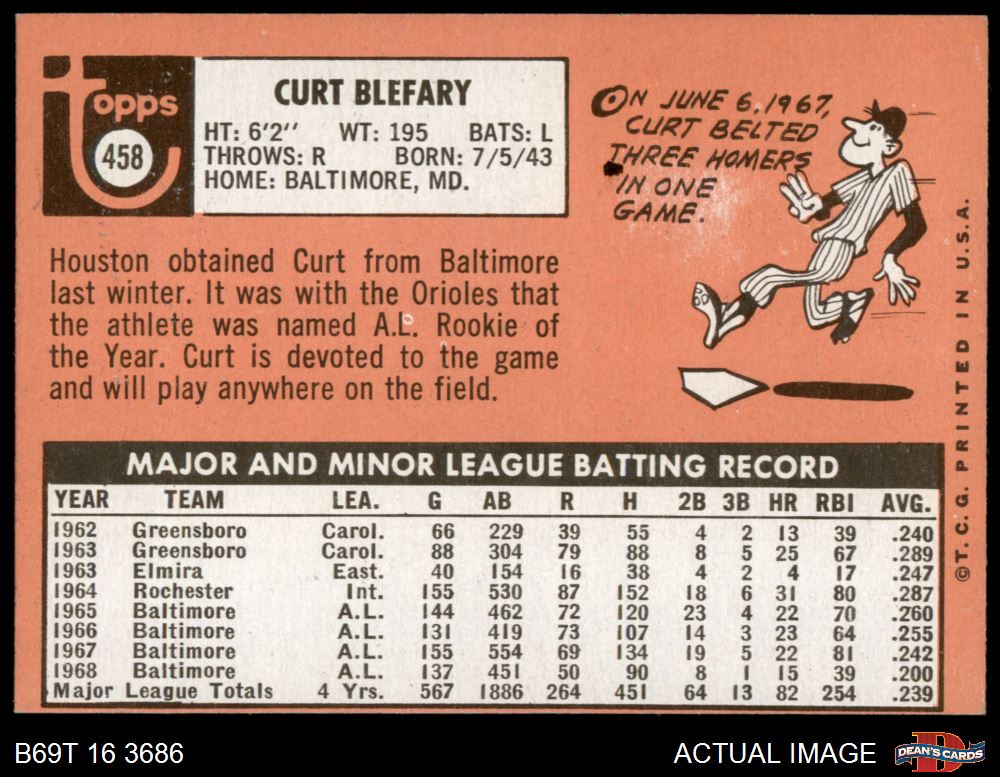 Topps
458
CURT BLEFARY
HT: 6'2'' WT: 195 BATS: L
THROWS: R BORN: 7/5/43
HOME: BALTIMORE, MD.
ON JUNE 6, 1967,
CURT BELTED
THREE HOMERS
IN ONE
GAME.
Houston obtained Curt from Baltimore
last winter. It was with the Orioles that
the athlete was named A.L. Rookie of
the Year. Curt is devoted to the game
and will play anywhere on the field.
MAJOR AND MINOR LEAGUE BATTING RECORD
YEAR TEAM LEA. G AB R H 2B 3B HR RBI AVG.
1962 Greensboro Carol. 66 229 39 55 4 2 13 39 .240
1963 Greensboro Carol. 88 304 79 88 8 5 25 67 .289
1963 Elmira East. 40 154 16 38 4 2 4 17 .247
1964 Rochester Int. 155 530 87 152 18 6 31 80 .287
1965 Baltimore A.L. 144 462 72 120 23 4 22 70 .260
1966 Baltimore A.L. 131 419 73 107 14 3 23 64 .255
1967 Baltimore A.L. 155 554 69 134 19 5 22 81 .242
1968 Baltimore A.L. 137 451 50 90 8 1 15 39 .200
Major League Totals 4 Yrs. 567 1886 264 451 64 13 82 254 .239
©T.C.G. PRINTED IN U.S.A.
B69T 16 3686
ACTUAL IMAGE
D
DEAN'S CARDS